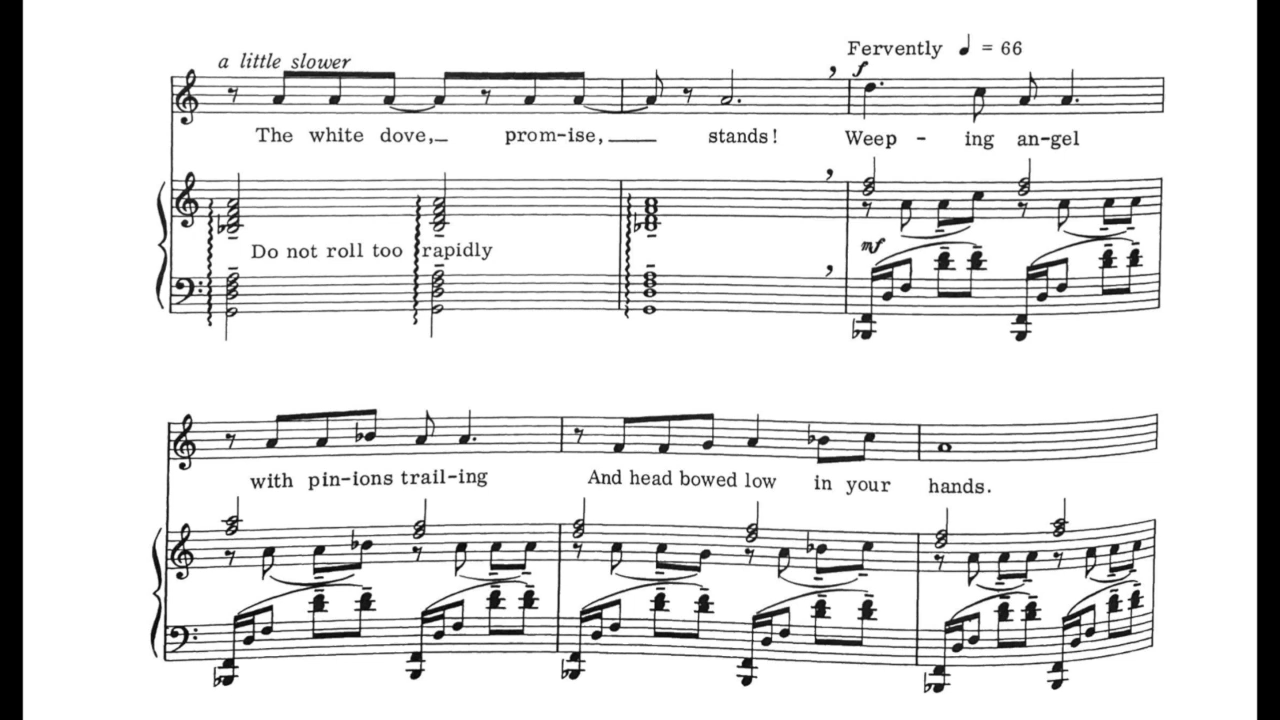 a little slower
Fervently ♩ = 66
f
The white dove, prom-ise, stands! Weep - ing an-gel
Do not roll too rapidly
mf
with pin-ions trail-ing And head bowed low in your hands.